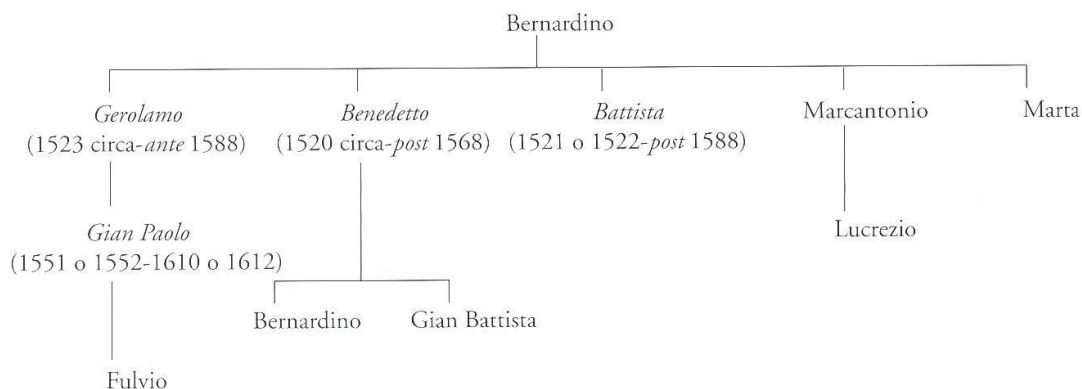 Bernardino
Gerolamo
(1523 circa-ante 1588)
Benedetto
(1520 circa-post 1568)
Battista
(1521 o 1522-post 1588)
Marcantonio
Marta
Gian Paolo
(1551 o 1552-1610 o 1612)
Lucrezio
Bernardino
Gian Battista
Fulvio